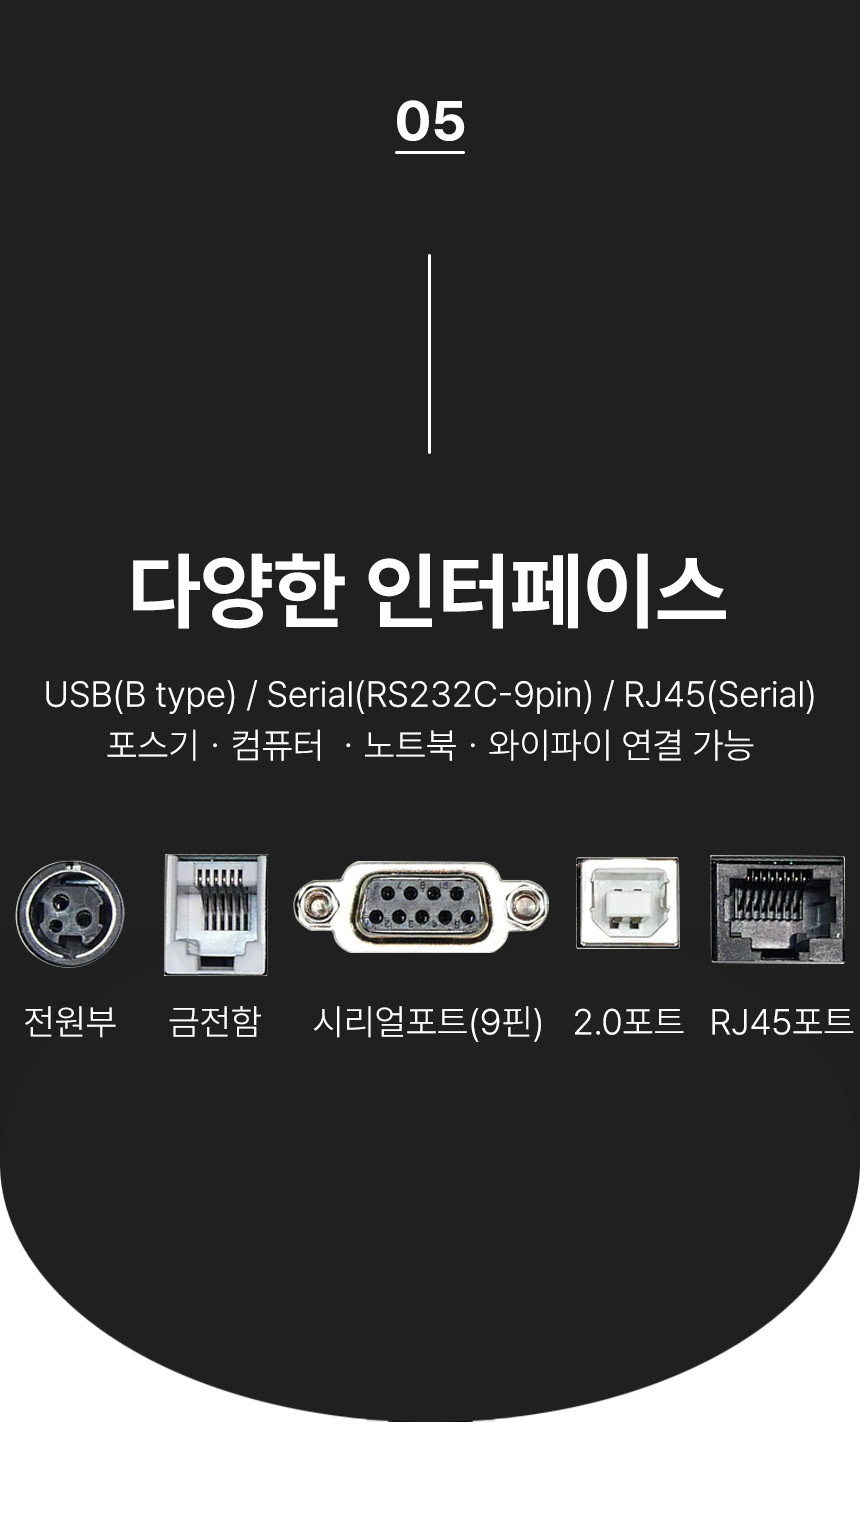 05
다양한 인터페이스
USB(B type) / Serial(RS232C-9pin) / RJ45(Serial)
포스기 · 컴퓨터 · 노트북 · 와이파이 연결 가능
전원부 금전함 시리얼포트(9핀) 2.0포트 RJ45포트